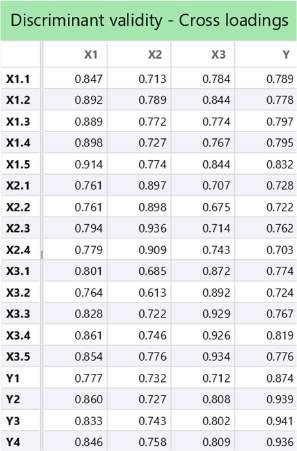 Discriminant validity - Cross loadings
X1 X2 X3 Y
X1.1 0.847 0.713 0.784 0.789
X1.2 0.892 0.789 0.844 0.778
X1.3 0.889 0.772 0.774 0.797
X1.4 0.898 0.727 0.767 0.795
X1.5 0.914 0.774 0.844 0.832
X2.1 0.761 0.897 0.707 0.728
X2.2 0.761 0.898 0.675 0.722
X2.3 0.794 0.936 0.714 0.762
X2.4 0.779 0.909 0.743 0.703
X3.1 0.801 0.685 0.872 0.774
X3.2 0.764 0.613 0.892 0.724
X3.3 0.828 0.722 0.929 0.767
X3.4 0.861 0.746 0.926 0.819
X3.5 0.854 0.776 0.934 0.776
Y1 0.777 0.732 0.712 0.874
Y2 0.860 0.727 0.808 0.939
Y3 0.833 0.743 0.802 0.941
Y4 0.846 0.758 0.809 0.936